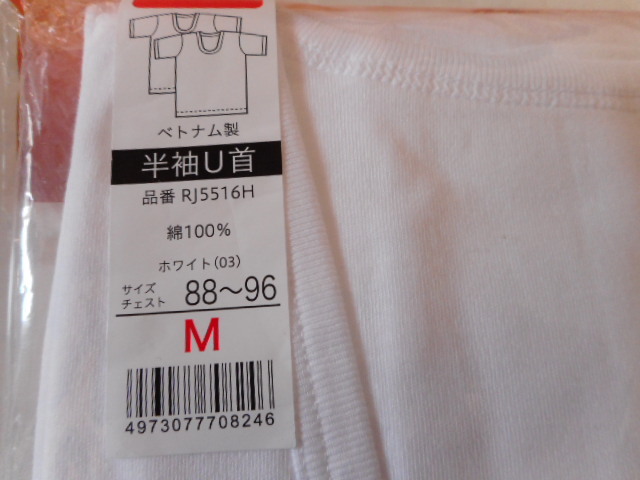 ベトナム製
半袖U首
品番 RJ5516H
綿100%
ホワイト(03)
サイズ
チェスト 88〜96
M
4973077708246